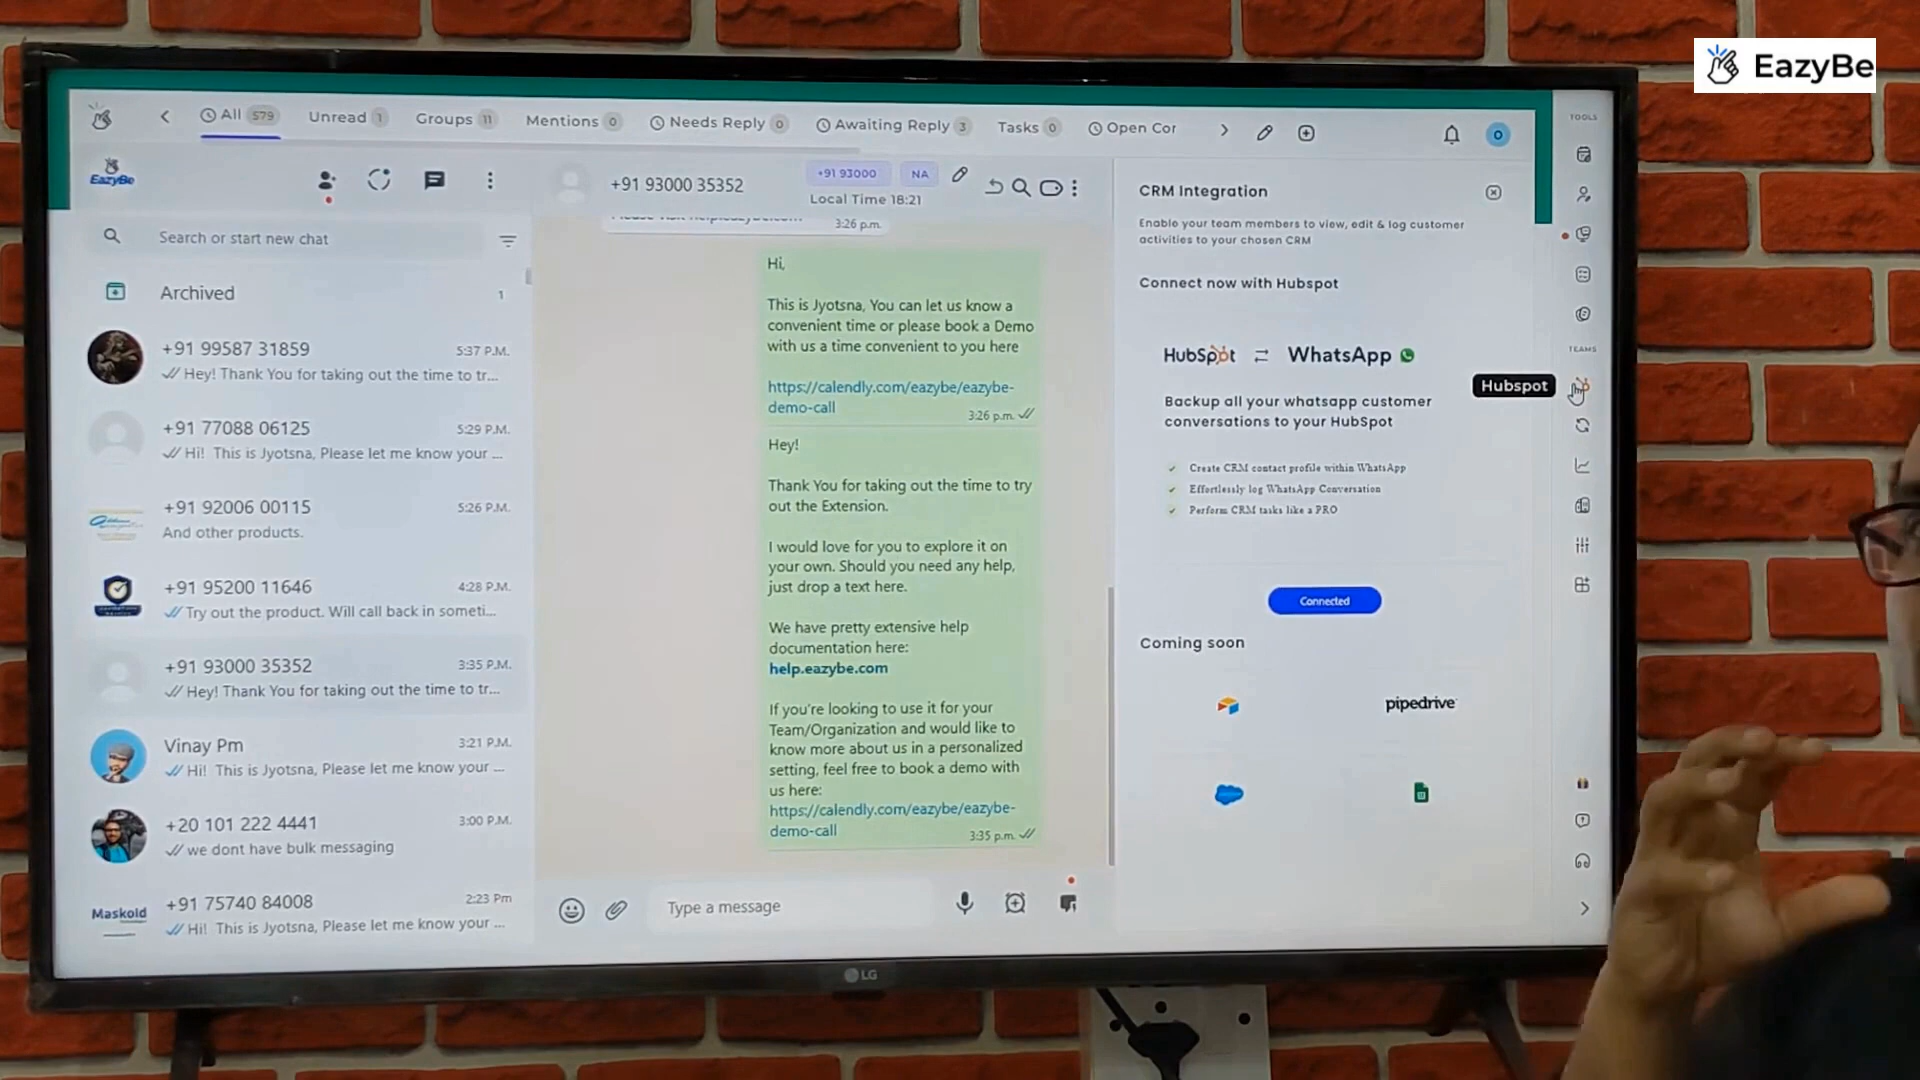 EazyBe
All 579
Unread 1
Groups 11
Mentions 0
Needs Reply 0
Awaiting Reply 3
Tasks 0
Open Cor
TOOLS
EazyBe
+91 93000 35352
+91 93000
NA
Local Time 18:21
Search or start new chat
Archived 1
+91 99587 31859 5:37 P.M.
Hey! Thank You for taking out the time to tr...
+91 77088 06125 5:29 P.M.
Hi! This is Jyotsna, Please let me know your ...
+91 92006 00115 5:26 P.M.
And other products.
+91 95200 11646 4:28 P.M.
Try out the product. Will call back in someti...
+91 93000 35352 3:35 P.M.
Hey! Thank You for taking out the time to tr...
Vinay Pm 3:21 P.M.
Hi! This is Jyotsna, Please let me know your ...
+20 101 222 4441 3:00 P.M.
we dont have bulk messaging
Maskold
+91 75740 84008 2:23 Pm
Hi! This is Jyotsna, Please let me know your ...
3:26 p.m.
Hi,
This is Jyotsna, You can let us know a
convenient time or please book a Demo
with us a time convenient to you here
https://calendly.com/eazybe/eazybe-
demo-call
3:26 p.m.
Hey!
Thank You for taking out the time to try
out the Extension.
I would love for you to explore it on
your own. Should you need any help,
just drop a text here.
We have pretty extensive help
documentation here:
help.eazybe.com
If you're looking to use it for your
Team/Organization and would like to
know more about us in a personalized
setting, feel free to book a demo with
us here:
https://calendly.com/eazybe/eazybe-
demo-call
3:35 p.m.
Type a message
CRM Integration
Enable your team members to view, edit & log customer
activities to your chosen CRM
Connect now with Hubspot
HubSpot WhatsApp
Backup all your whatsapp customer
conversations to your HubSpot
Create CRM contact profile within WhatsApp
Effortlessly log WhatsApp Conversation
Perform CRM tasks like a PRO
Connected
Coming soon
pipedrive
TEAMS
Hubspot
LG